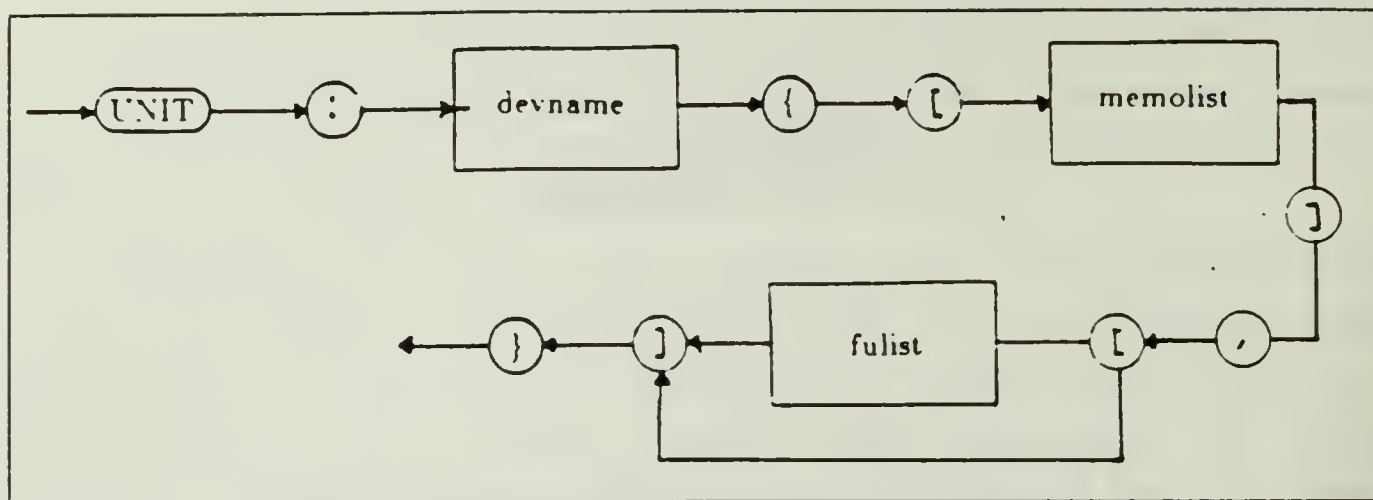 UNIT : devname { [ memolist
]
} ] fulist [ ,